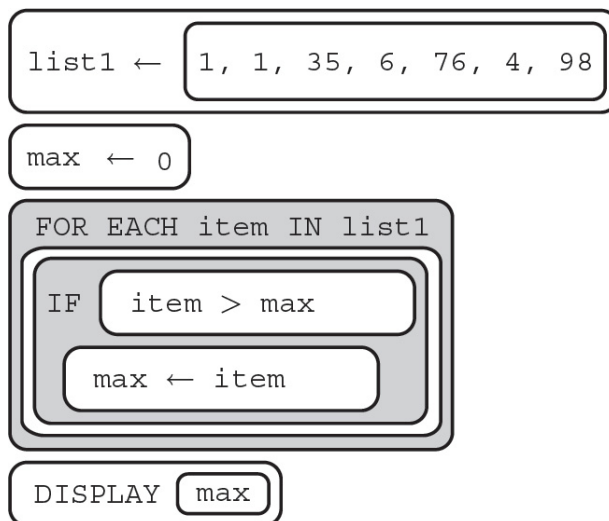 list1 ← 1, 1, 35, 6, 76, 4, 98
max ← 0
FOR EACH item IN list1
IF item > max
max ← item
DISPLAY max